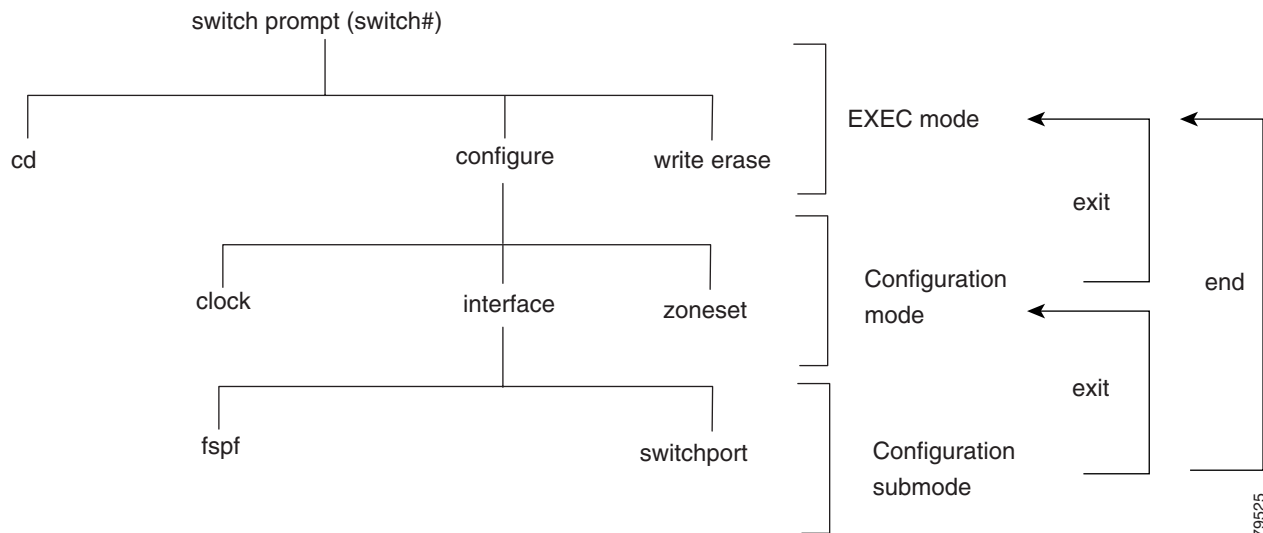 switch prompt (switch#)
EXEC mode
cd
configure
write erase
exit
Configuration
mode
end
clock
interface
zoneset
exit
fspf
switchport
Configuration
submode
79525